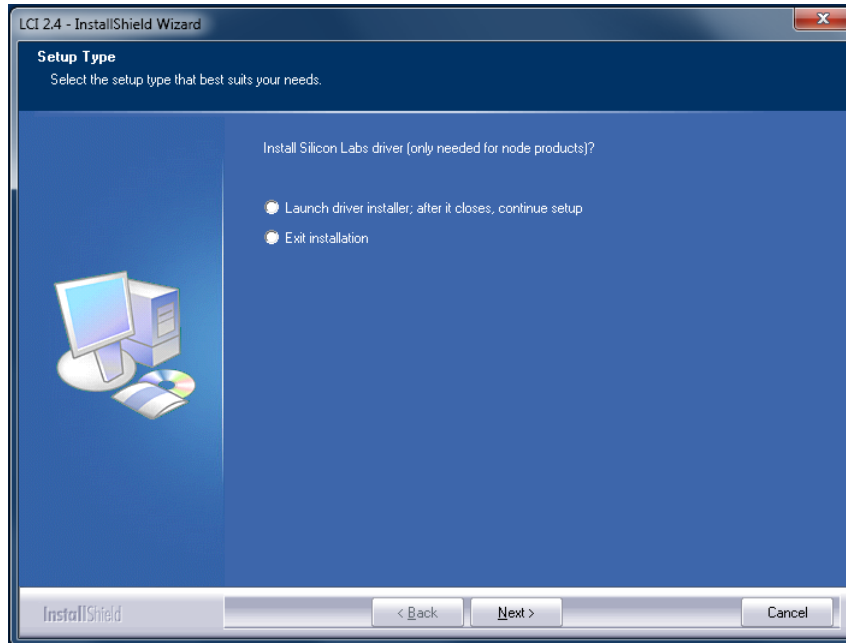 LCI 2.4 - InstallShield Wizard
Setup Type
Select the setup type that best suits your needs.
Install Silicon Labs driver (only needed for node products)?
Launch driver installer; after it closes, continue setup
Exit installation
InstallShield
< Back
Next >
Cancel